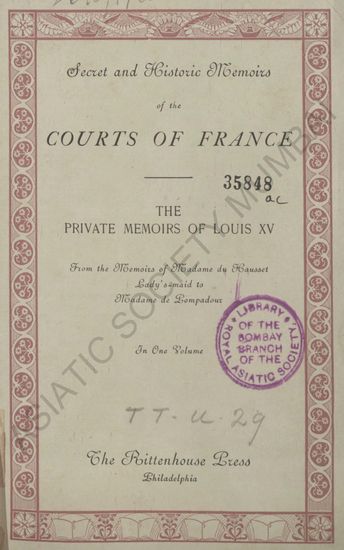 Secret and Historic Memoirs
of the
COURTS OF FRANCE
35848
ac
THE
PRIVATE MEMOIRS OF LOUIS XV
From the Memoirs of Madame du Hausset
Lady's-maid to
Madame de Pompadour
LIBRARY
OF THE
BOMBAY
BRANCH
OF THE
ROYAL ASIATIC SOCIETY
In One Volume
TT-U-29
The Rittenhouse Press
Philadelphia
ASIATIC SOCIETY MUMBAI